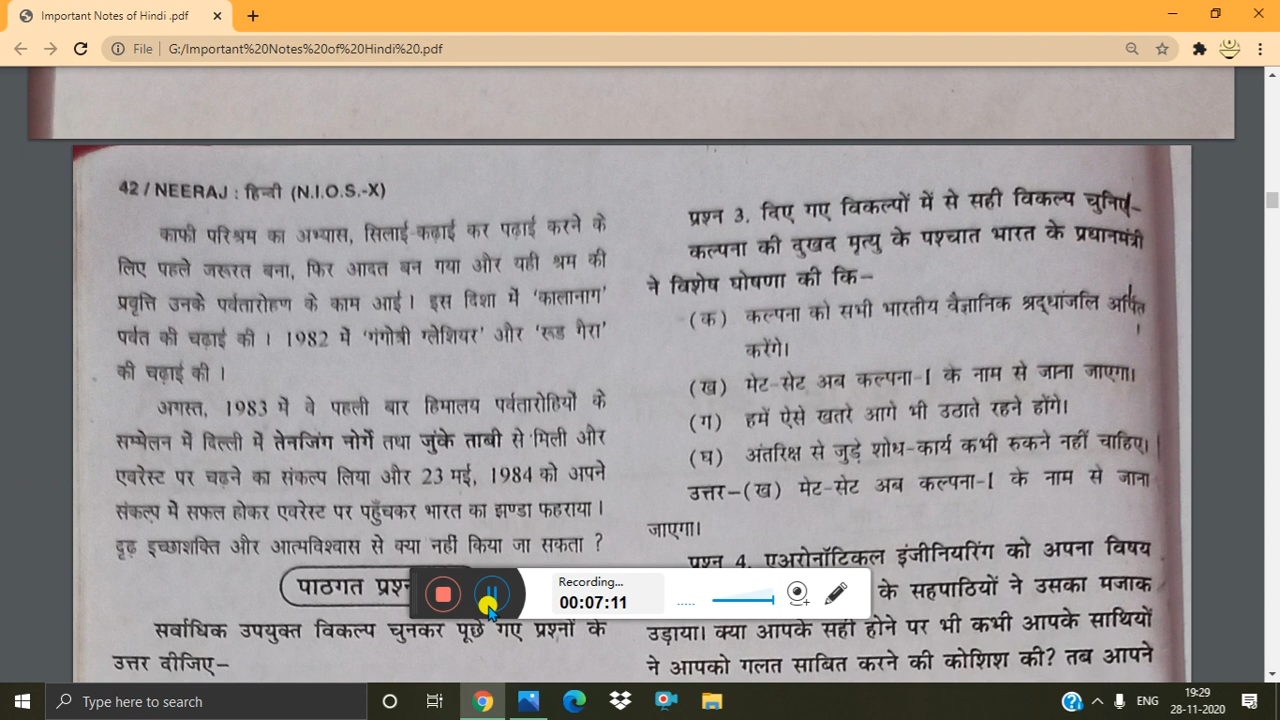 Important Notes of Hindi .pdf
File
G:/Important%20Notes%20of%20Hindi%20.pdf
42 / NEERAJ : हिन्दी (N.I.O.S.-X)
काफी परिश्रम का अभ्यास, सिलाई-कढ़ाई कर पढ़ाई करने के
लिए पहले जरूरत बना, फिर आदत बन गया और यही श्रम की
प्रवृत्ति उनके पर्वतारोहण के काम आई। इस दिशा में 'कालानाग'
पर्वत की चढ़ाई की । 1982 में 'गंगोत्री ग्लेशियर' और 'रूड गैरा'
की चढ़ाई की ।
अगस्त, 1983 में वे पहली बार हिमालय पर्वतारोहियों के
सम्मेलन में दिल्ली में तेनजिंग नोर्गे तथा जुंके ताबी से मिली और
एवरेस्ट पर चढ़ने का संकल्प लिया और 23 मई, 1984 को अपने
संकल्प में सफल होकर एवरेस्ट पर पहुँचकर भारत का झण्डा फहराया ।
दृढ़ इच्छाशक्ति और आत्मविश्वास से क्या नहीं किया जा सकता ?
पाठगत प्रश्न
सर्वाधिक उपयुक्त विकल्प चुनकर पूछे गए प्रश्नों के
उत्तर दीजिए–
प्रश्न 3. दिए गए विकल्पों में से सही विकल्प चुनिए–
कल्पना की दुखद मृत्यु के पश्चात भारत के प्रधानमंत्री
ने विशेष घोषणा की कि–
(क) कल्पना को सभी भारतीय वैज्ञानिक श्रद्धांजलि अर्पित
करेंगे।
(ख) मेट-सेट अब कल्पना-I के नाम से जाना जाएगा।
(ग) हमें ऐसे खतरे आगे भी उठाते रहने होंगे।
(घ) अंतरिक्ष से जुड़े शोध-कार्य कभी रुकने नहीं चाहिए।
उत्तर–(ख) मेट-सेट अब कल्पना-I के नाम से जाना
जाएगा।
प्रश्न 4. एअरोनॉटिकल इंजीनियरिंग को अपना विषय
के सहपाठियों ने उसका मजाक
उड़ाया। क्या आपके सही होने पर भी कभी आपके साथियों
ने आपको गलत साबित करने की कोशिश की? तब आपने
Recording...
00:07:11
Type here to search
ENG
19:29
28-11-2020